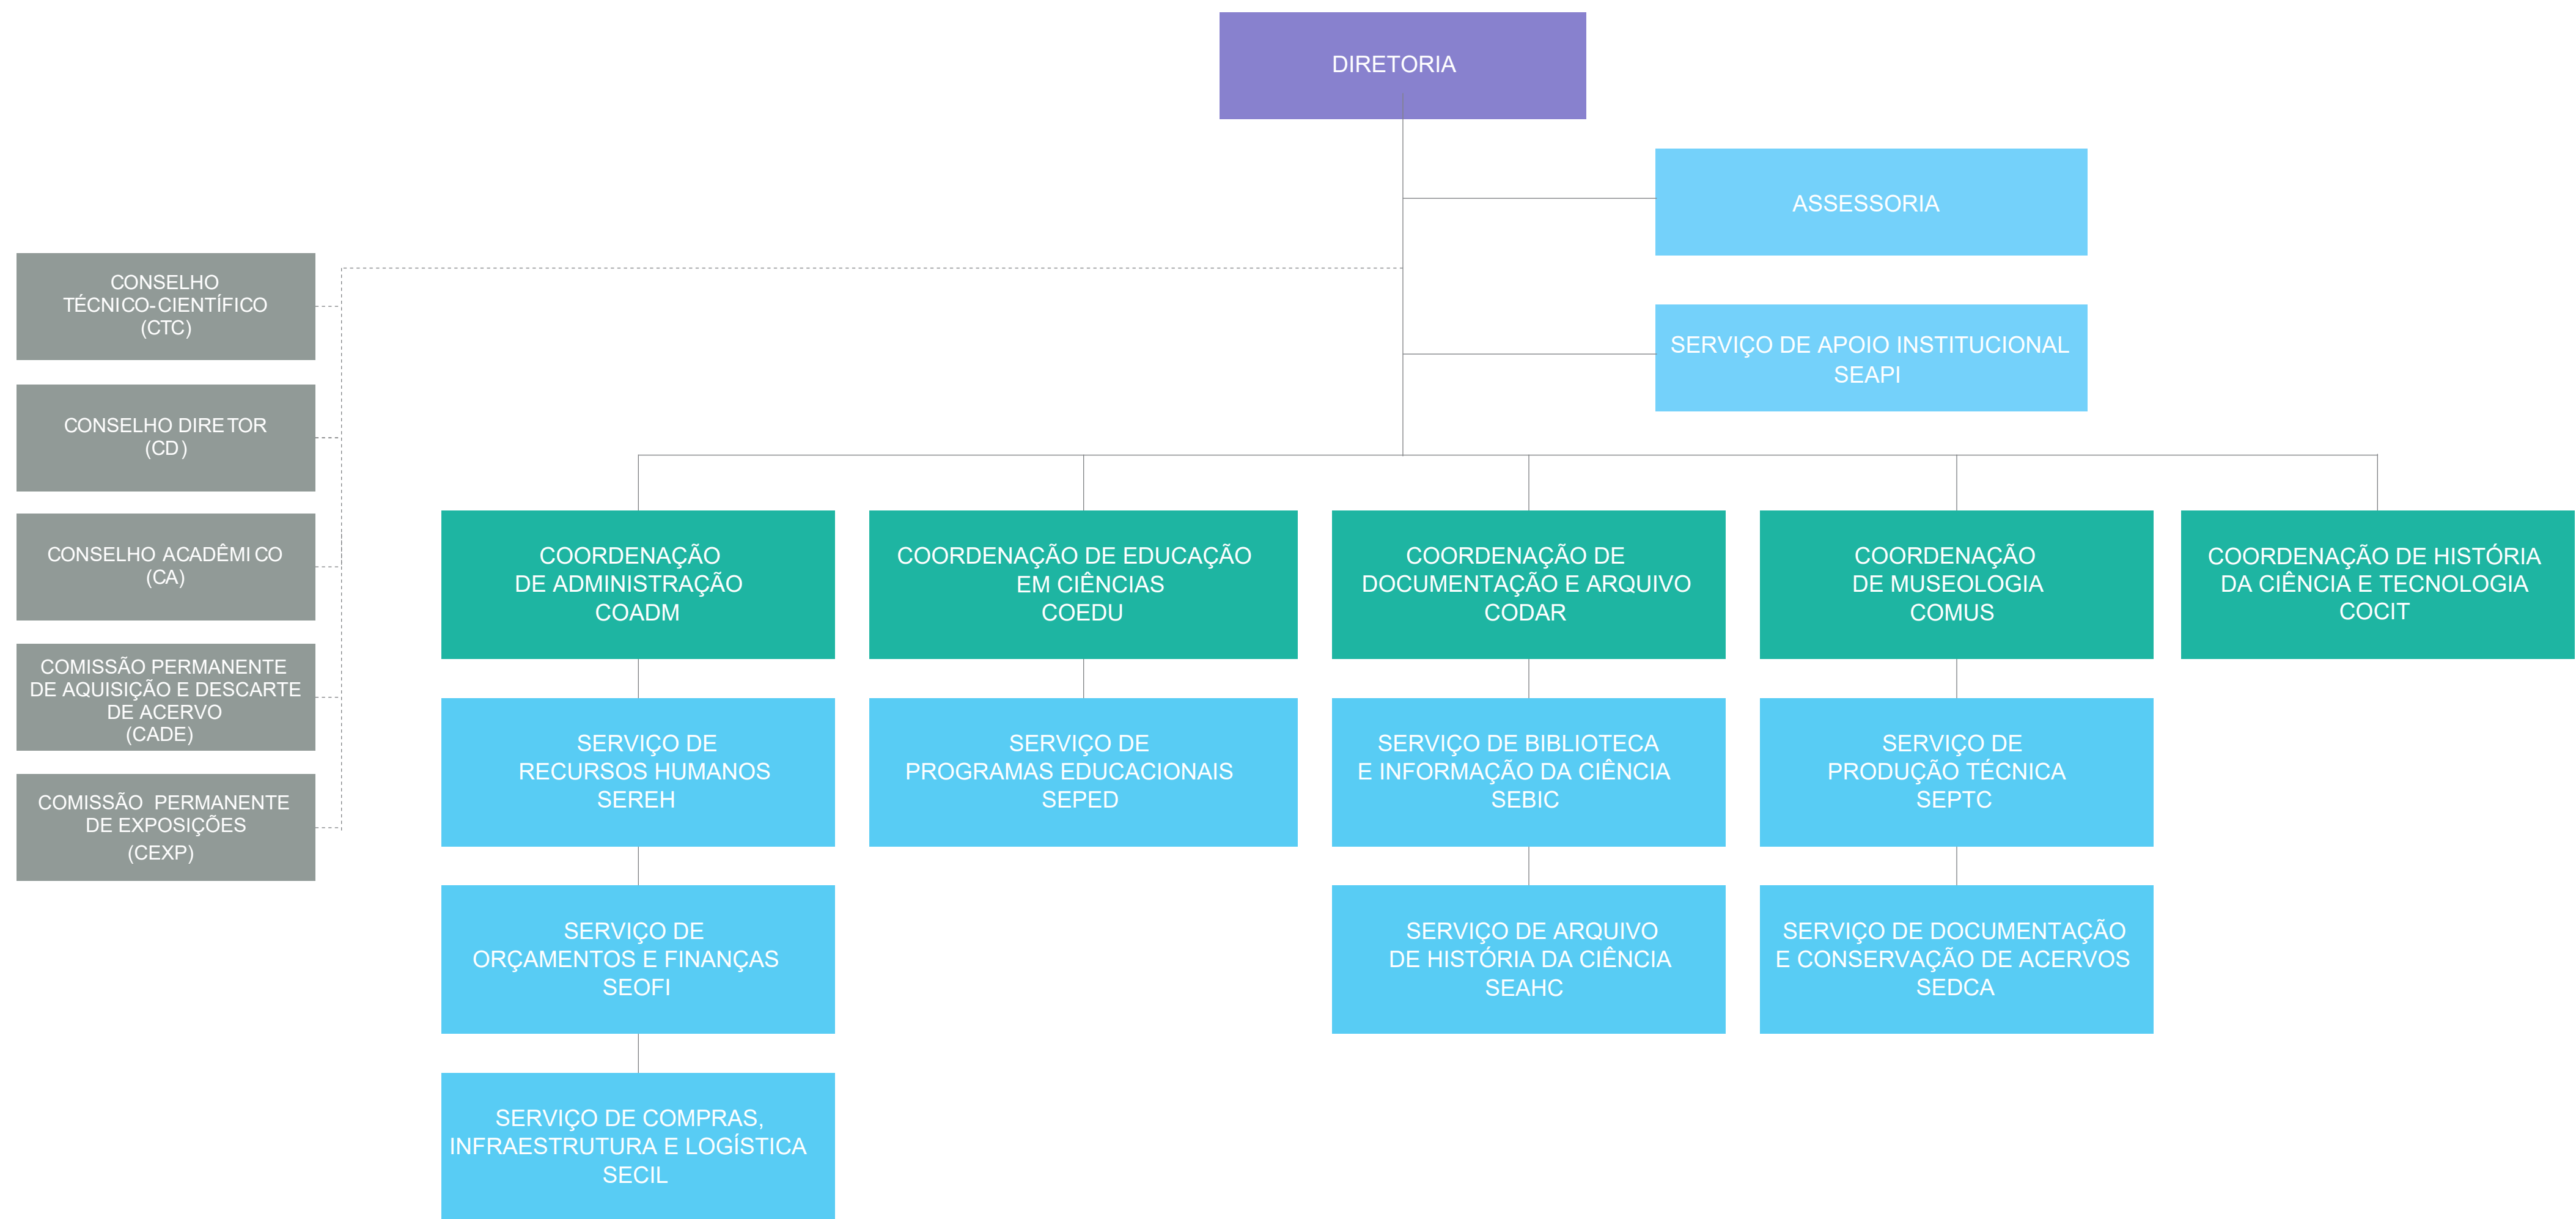 DIRETORIA
ASSESSORIA
SERVIÇO DE APOIO INSTITUCIONAL
SEAPI
CONSELHO
TÉCNICO-CIENTÍFICO
(CTC)
CONSELHO DIRETOR
(CD)
CONSELHO ACADÊMICO
(CA)
COMISSÃO PERMANENTE
DE AQUISIÇÃO E DESCARTE
DE ACERVO
(CADE)
COMISSÃO PERMANENTE
DE EXPOSIÇÕES
(CEXP)
COORDENAÇÃO
DE ADMINISTRAÇÃO
COADM
COORDENAÇÃO DE EDUCAÇÃO
EM CIÊNCIAS
COEDU
COORDENAÇÃO DE
DOCUMENTAÇÃO E ARQUIVO
CODAR
COORDENAÇÃO
DE MUSEOLOGIA
COMUS
COORDENAÇÃO DE HISTÓRIA
DA CIÊNCIA E TECNOLOGIA
COCIT
SERVIÇO DE
RECURSOS HUMANOS
SEREH
SERVIÇO DE
PROGRAMAS EDUCACIONAIS
SEPED
SERVIÇO DE BIBLIOTECA
E INFORMAÇÃO DA CIÊNCIA
SEBIC
SERVIÇO DE
PRODUÇÃO TÉCNICA
SEPTC
SERVIÇO DE
ORÇAMENTOS E FINANÇAS
SEOFI
SERVIÇO DE ARQUIVO
DE HISTÓRIA DA CIÊNCIA
SEAHC
SERVIÇO DE DOCUMENTAÇÃO
E CONSERVAÇÃO DE ACERVOS
SEDCA
SERVIÇO DE COMPRAS,
INFRAESTRUTURA E LOGÍSTICA
SECIL